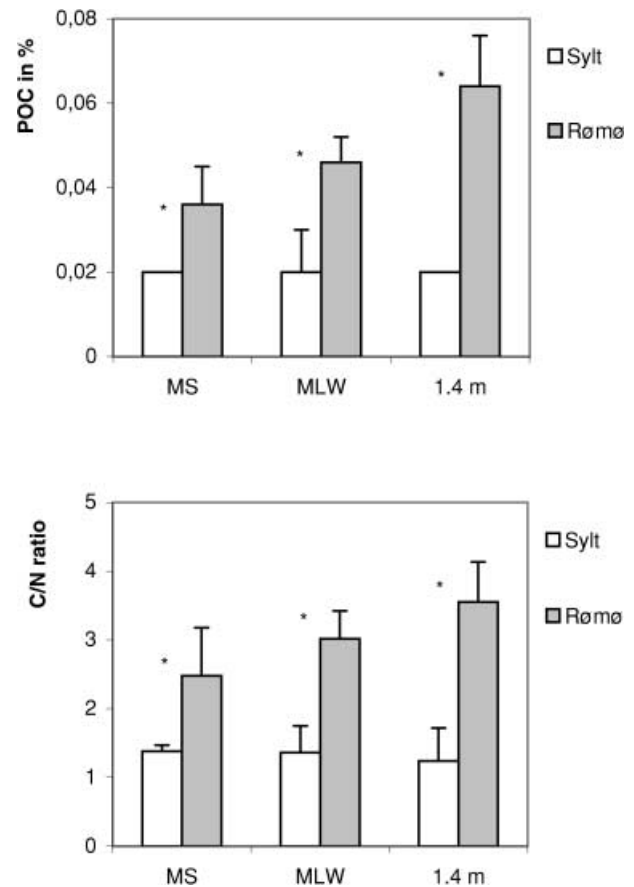 POC in %
0,08
0,06
0,04
0,02
0
*
*
*
MS
MLW
1.4 m
Sylt
Rømø
C/N ratio
5
4
3
2
1
0
*
*
*
MS
MLW
1.4 m
Sylt
Rømø